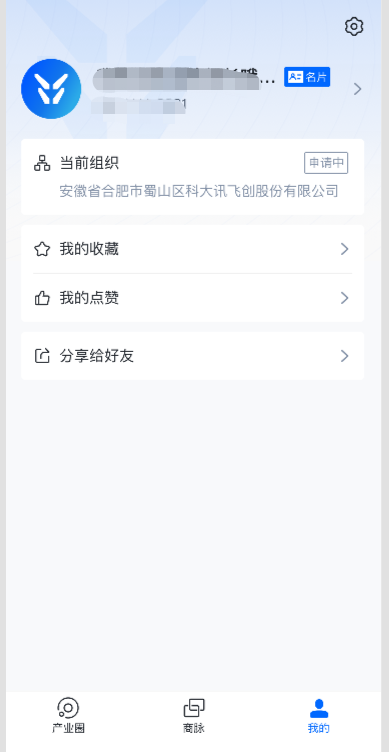 名片
当前组织
申请中
安徽省合肥市蜀山区科大讯飞创股份有限公司
我的收藏
我的点赞
分享给好友
产业圈
商脉
我的